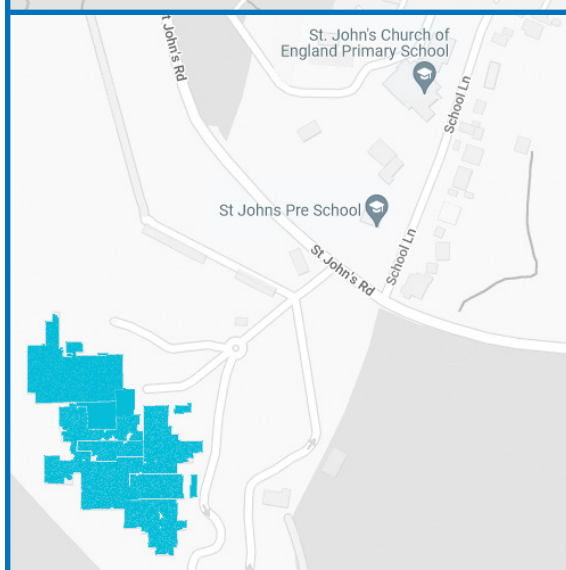 St. John's Rd
St. John's Church of
England Primary School
School Ln
St Johns Pre School
St John's Rd
School Ln